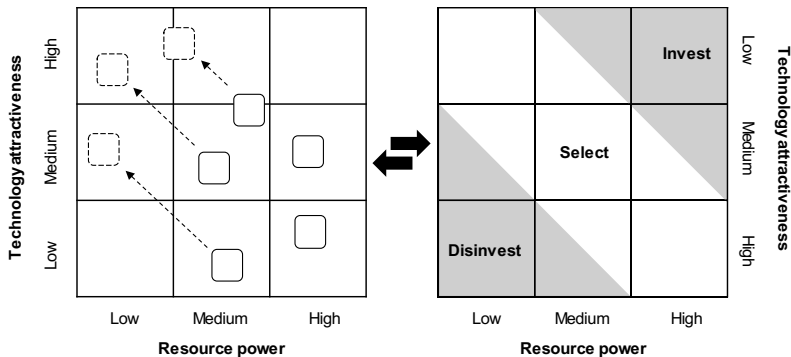 Technology attractiveness
High
Medium
Low
Low
Medium
High
Resource power
Invest
Select
Disinvest
Low
Medium
High
Technology attractiveness
Low
Medium
High
Resource power